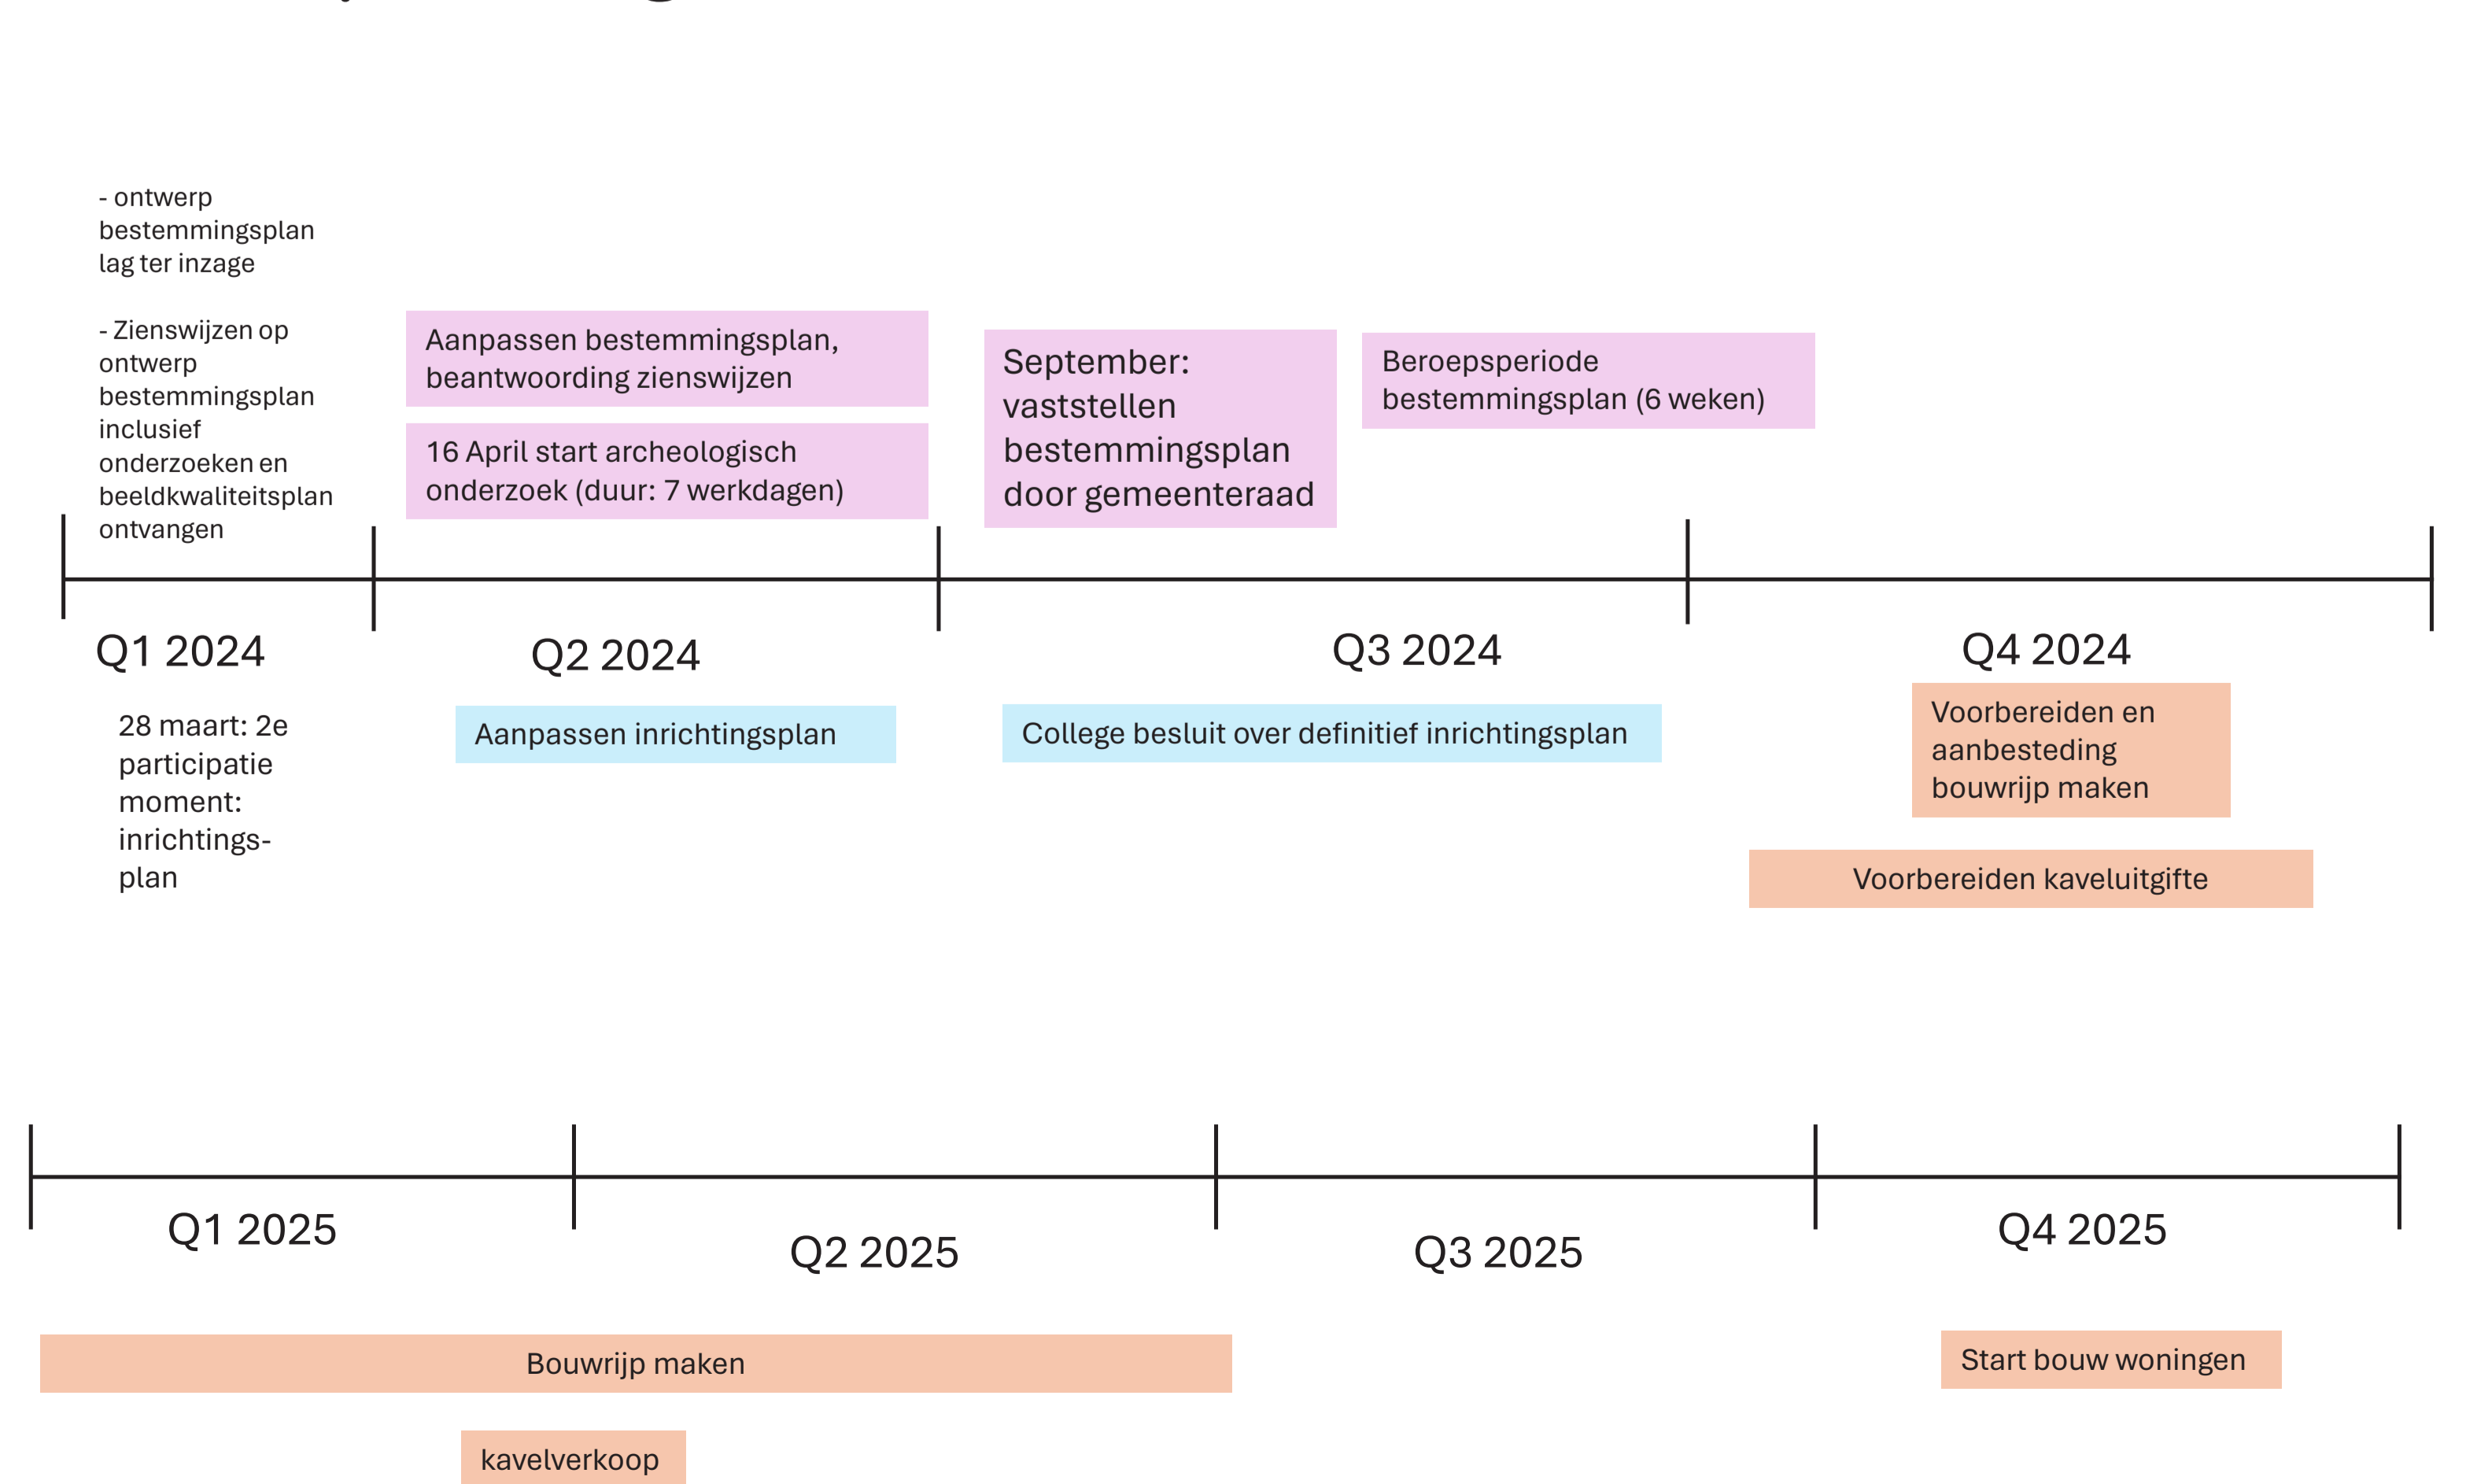 - ontwerp
bestemmingsplan
lag ter inzage
- Zienswijzen op
ontwerp
bestemmingsplan
inclusief
onderzoeken en
beeldkwaliteitsplan
ontvangen
Aanpassen bestemmingsplan,
beantwoording zienswijzen
16 April start archeologisch
onderzoek (duur: 7 werkdagen)
September:
vaststellen
bestemmingsplan
door gemeenteraad
Beroepsperiode
bestemmingsplan (6 weken)
Q1 2024
Q2 2024
Q3 2024
Q4 2024
28 maart: 2e
participatie
moment:
inrichtings-
plan
Aanpassen inrichtingsplan
College besluit over definitief inrichtingsplan
Voorbereiden en
aanbesteding
bouwrijp maken
Voorbereiden kaveluitgifte
Q1 2025
Q2 2025
Q3 2025
Q4 2025
Bouwrijp maken
Start bouw woningen
kavelverkoop